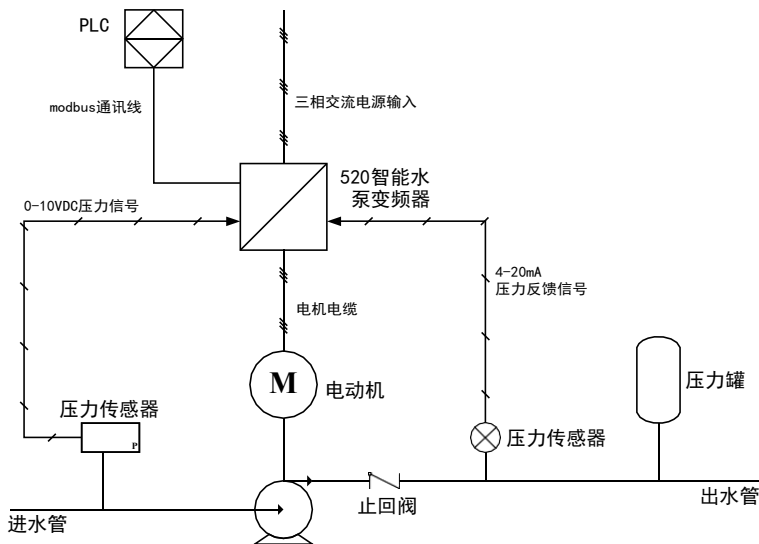 PLC
三相交流电源输入
modbus通讯线
520智能水
泵变频器
0-10VDC压力信号
4-20mA
压力反馈信号
电机电缆
M
电动机
压力罐
压力传感器
P
压力传感器
止回阀
出水管
进水管